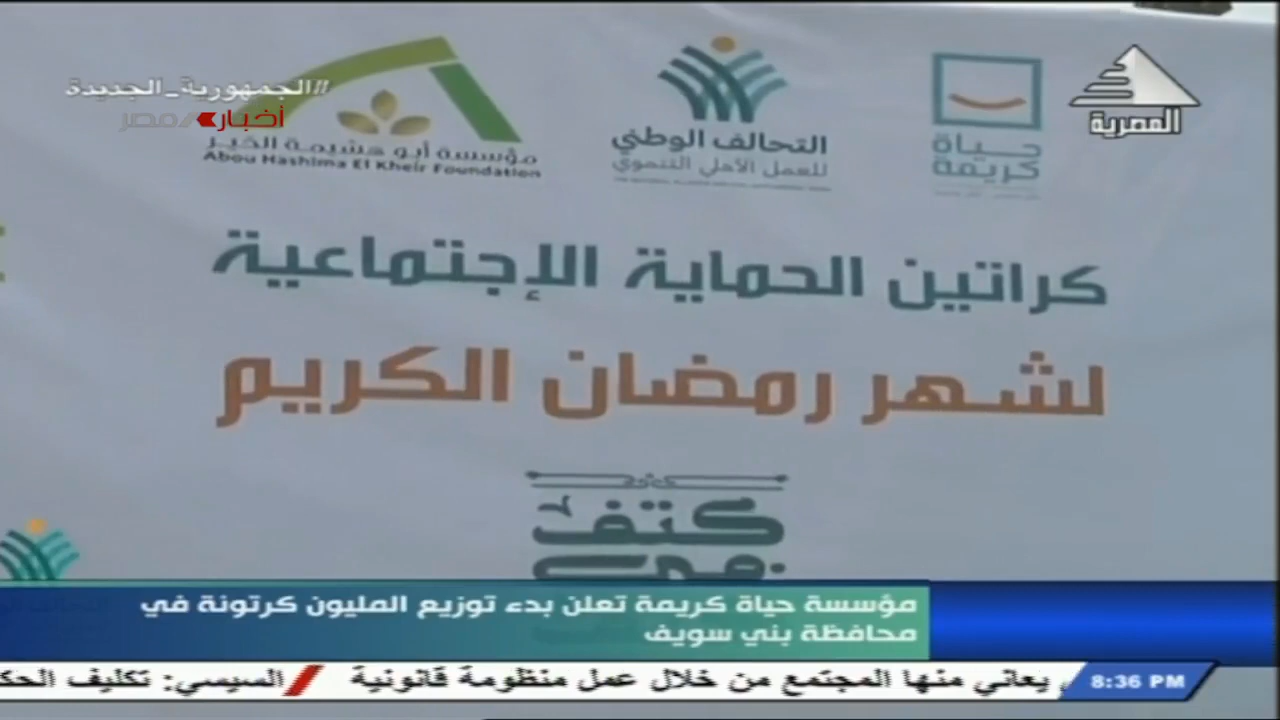 #الجمهورية_الجديدة
أخبار/مصر
المصرية
مؤسسة أبو هشيمة الخير
Abou Hashima El Kheir Foundation
التحالف الوطني
للعمل الأهلي التنموي
حياة
كريمة
كراتين الحماية الإجتماعية
لشهر رمضان الكريم
كتف
مؤسسة حياة كريمة تعلن بدء توزيع المليون كرتونة في
محافظة بني سويف
يعاني منها المجتمع من خلال عمل منظومة قانونية
السيسي: تكليف
8:36 PM